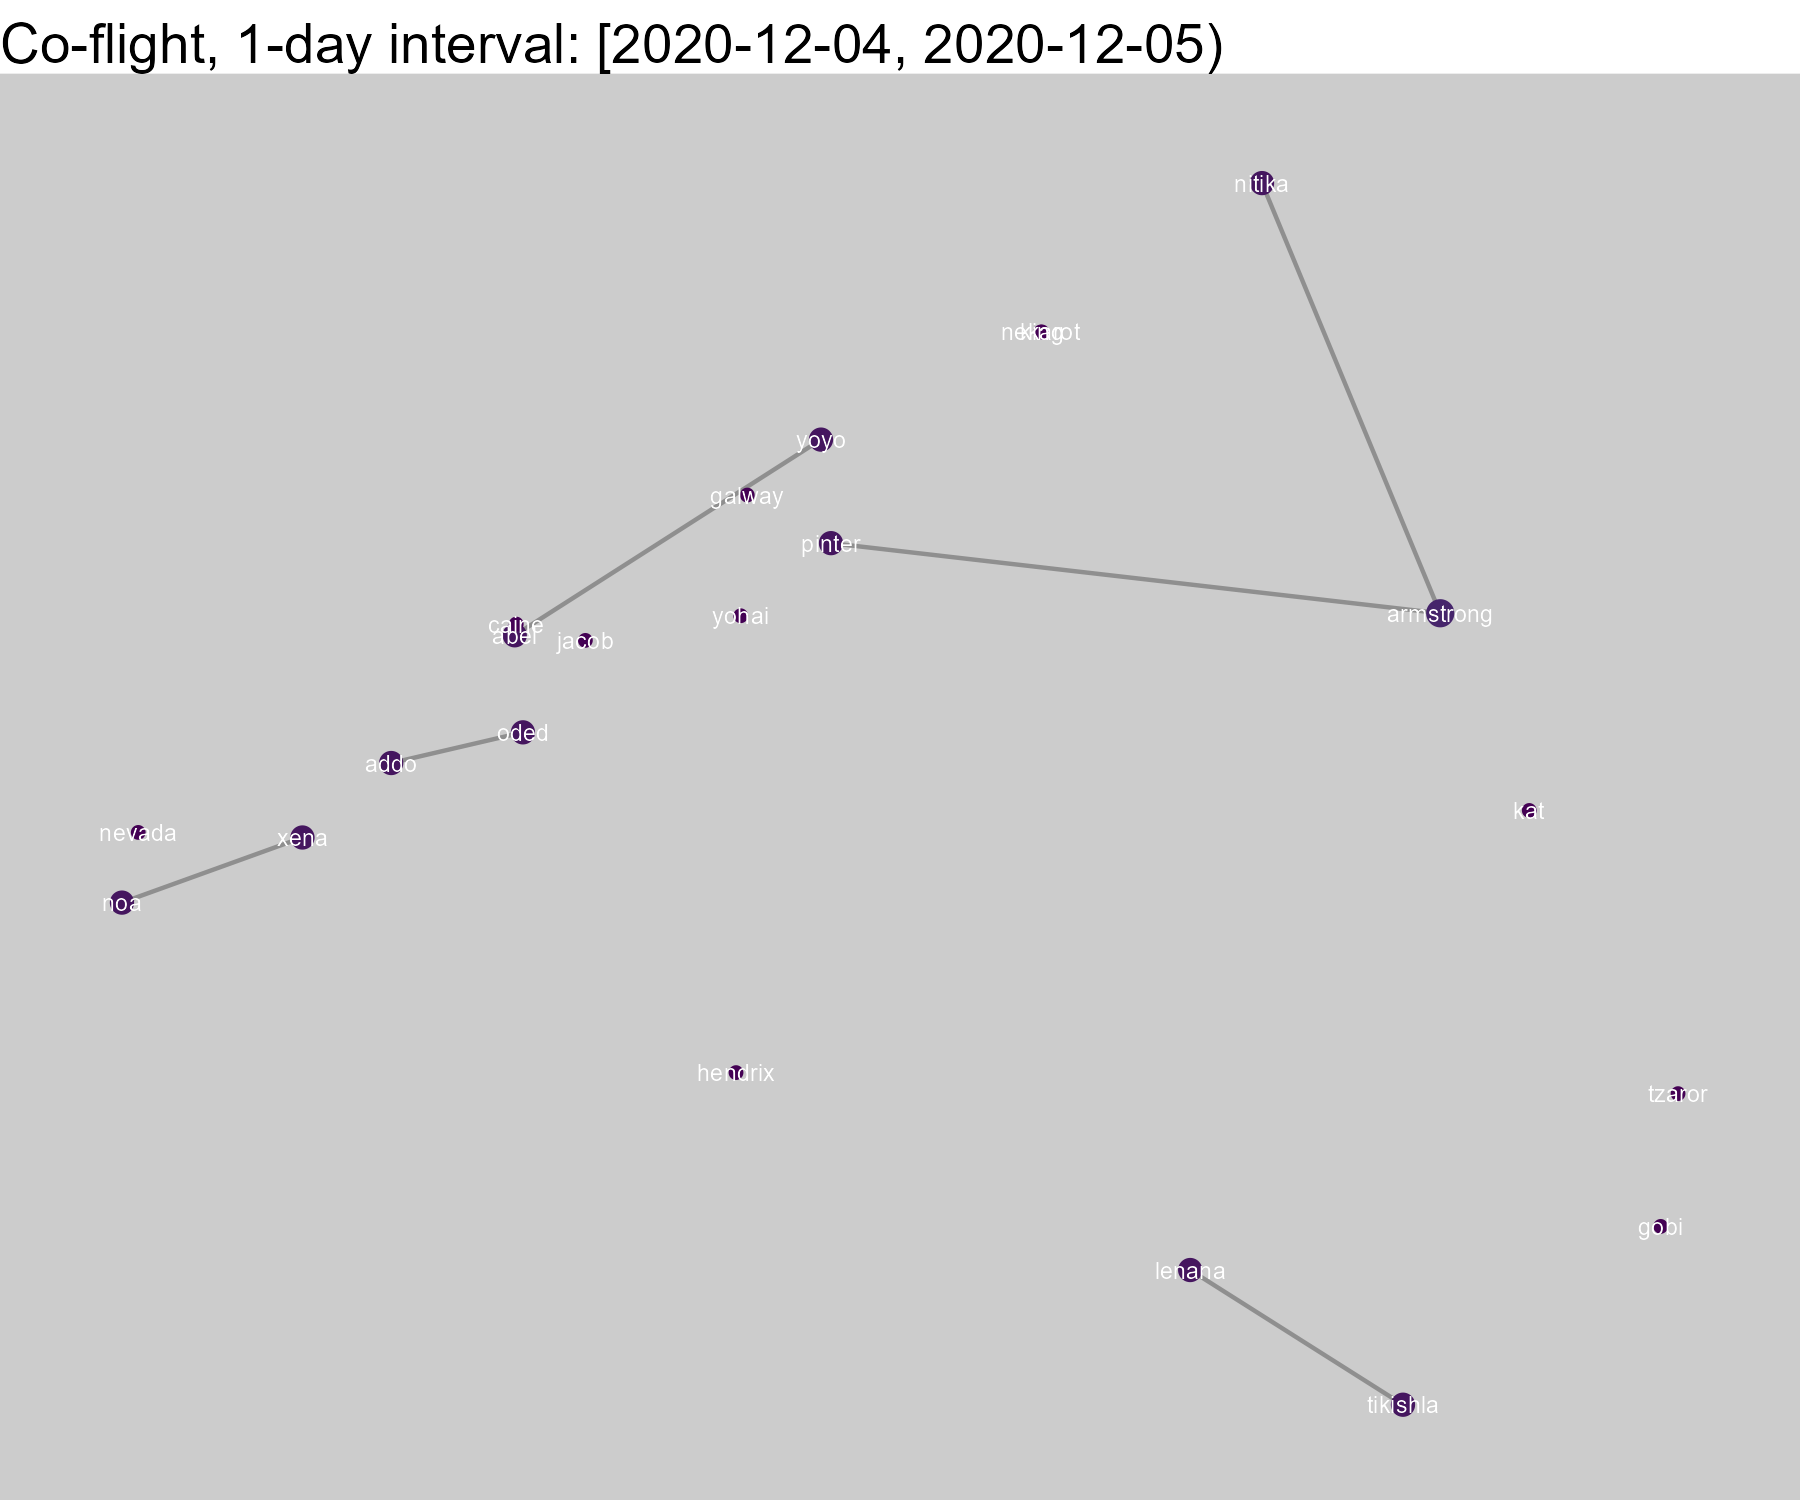 Co-flight, 1-day interval: [2020-12-04, 2020-12-05)
nitika
yoyo
galway
pinter
caine
abel
jacob
yohai
armstrong
oded
addo
kat
nevada
xena
noa
hendrix
tzaror
gobi
lenana
tikishla